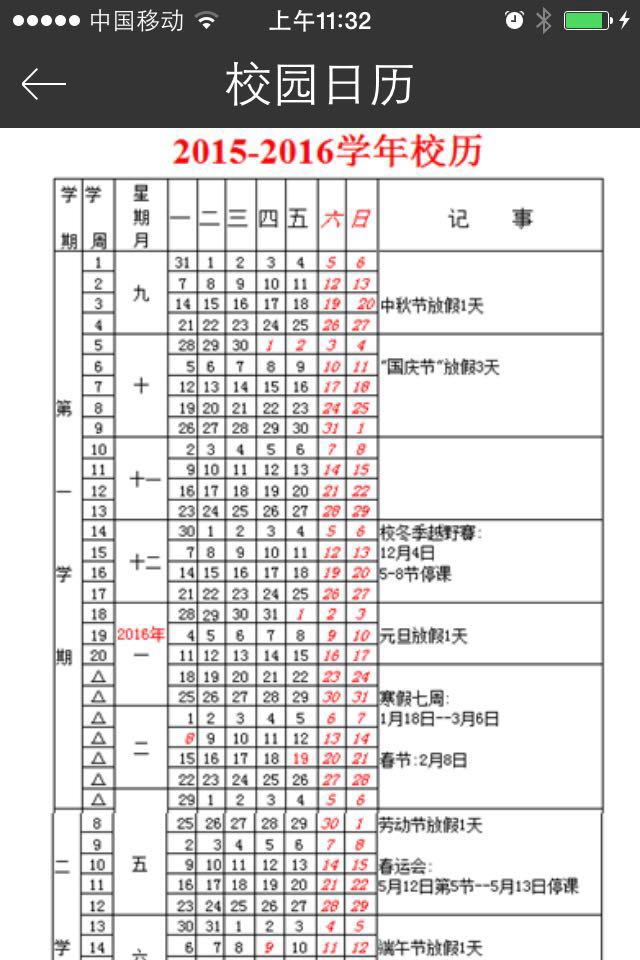 中国移动 上午11:32
校园日历
2015-2016学年校历
学期 学周 星期月 一 二 三 四 五 六 日 记 事
第一学期
1 九 31 1 2 3 4 5 6
2 7 8 9 10 11 12 13
3 14 15 16 17 18 19 20 中秋节放假1天
4 21 22 23 24 25 26 27
5 十 28 29 30 1 2 3 4
6 5 6 7 8 9 10 11 "国庆节"放假3天
7 12 13 14 15 16 17 18
8 19 20 21 22 23 24 25
9 26 27 28 29 30 31 1
10 十一 2 3 4 5 6 7 8
11 9 10 11 12 13 14 15
12 16 17 18 19 20 21 22
13 23 24 25 26 27 28 29
14 十二 30 1 2 3 4 5 6 校冬季越野赛:
15 7 8 9 10 11 12 13 12月4日
16 14 15 16 17 18 19 20 5-8节停课
17 21 22 23 24 25 26 27
18 2016年 一 28 29 30 31 1 2 3
19 4 5 6 7 8 9 10 元旦放假1天
20 11 12 13 14 15 16 17
△ 18 19 20 21 22 23 24
△ 25 26 27 28 29 30 31 寒假七周:
△ 二 1 2 3 4 5 6 7 1月18日--3月6日
△ 8 9 10 11 12 13 14
△ 15 16 17 18 19 20 21 春节:2月8日
△ 22 23 24 25 26 27 28
△ 29 1 2 3 4 5 6
二学
8 五 25 26 27 28 29 30 1 劳动节放假1天
9 2 3 4 5 6 7 8
10 9 10 11 12 13 14 15 春运会:
11 16 17 18 19 20 21 22 5月12日第5节--5月13日停课
12 23 24 25 26 27 28 29
13 六 30 31 1 2 3 4 5
14 6 7 8 9 10 11 12 端午节放假1天